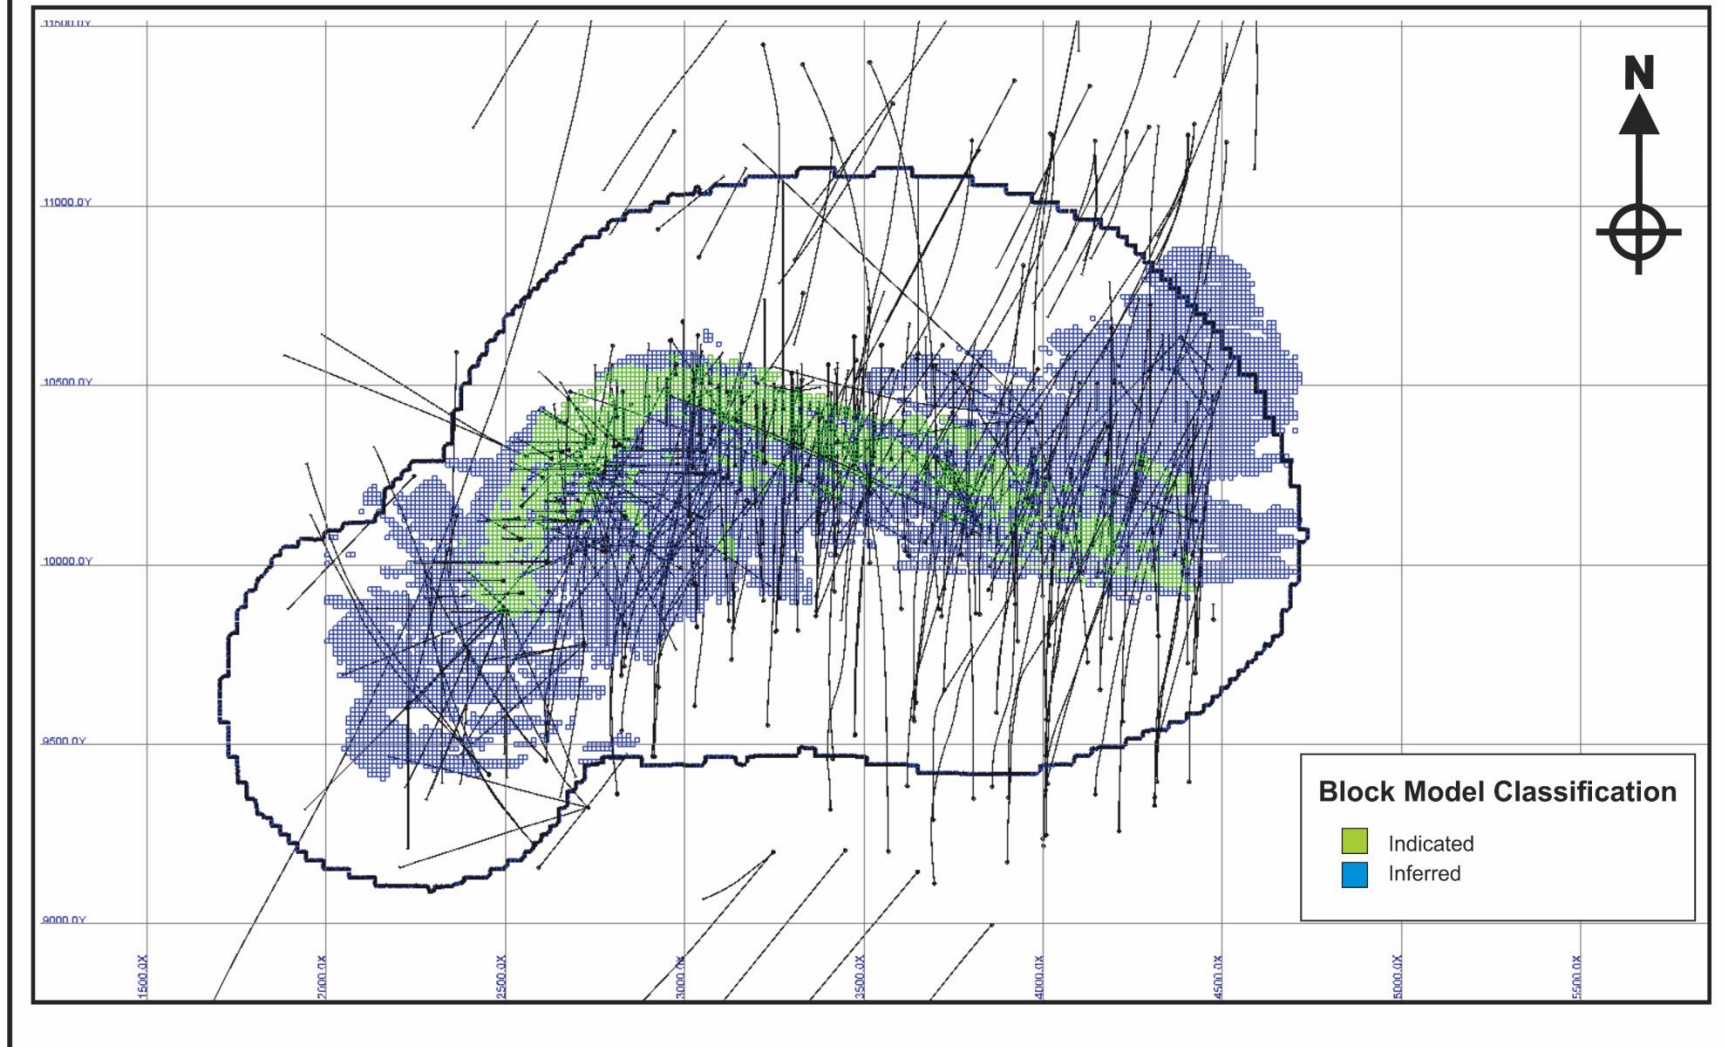 11500.0Y
N
11000.0Y
10500.0Y
10000.0Y
9500.0Y
9000.0Y
Block Model Classification
Indicated
Inferred
1500.0X
2000.0X
2500.0X
3000.0X
3500.0X
4000.0X
4500.0X
5000.0X
5500.0X